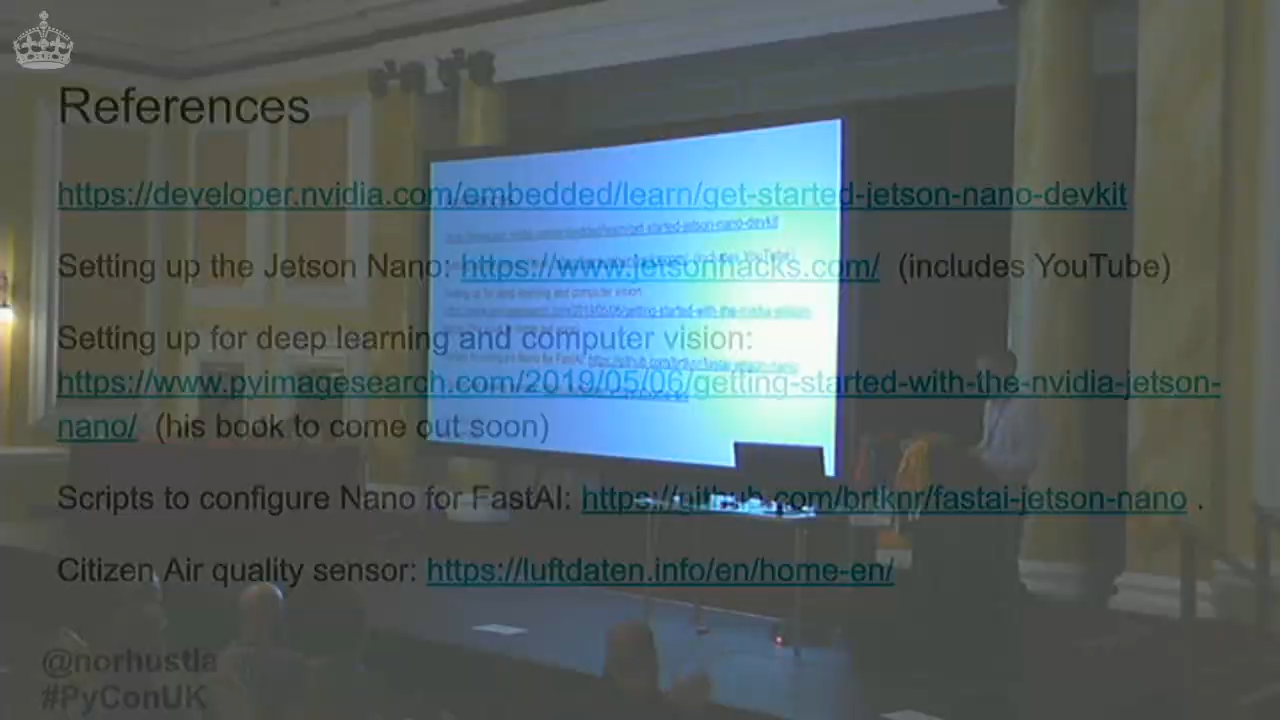 References
https://developer.nvidia.com/embedded/learn/get-started-jetson-nano-devkit
Setting up the Jetson Nano: https://www.jetsonhacks.com/ (includes YouTube)
Setting up for deep learning and computer vision:
https://www.pyimagesearch.com/2019/05/06/getting-started-with-the-nvidia-jetson-
nano/ (his book to come out soon)
Scripts to configure Nano for FastAI: https://github.com/brtknr/fastai-jetson-nano .
Citizen Air quality sensor: https://luftdaten.info/en/home-en/
@norhustla
#PyConUK